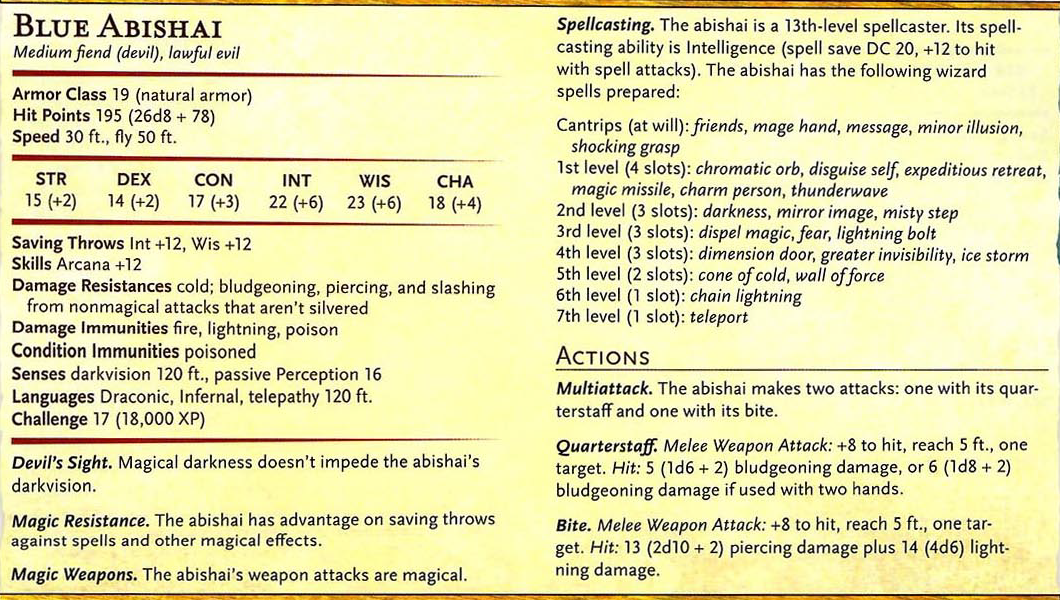 BLUE ABISHAI
Medium fiend (devil), lawful evil
Armor Class 19 (natural armor)
Hit Points 195 (26d8 + 78)
Speed 30 ft., fly 50 ft.
STR DEX CON INT WIS CHA
15 (+2) 14 (+2) 17 (+3) 22 (+6) 23 (+6) 18 (+4)
Saving Throws Int +12, Wis +12
Skills Arcana +12
Damage Resistances cold; bludgeoning, piercing, and slashing
from nonmagical attacks that aren't silvered
Damage Immunities fire, lightning, poison
Condition Immunities poisoned
Senses darkvision 120 ft., passive Perception 16
Languages Draconic, Infernal, telepathy 120 ft.
Challenge 17 (18,000 XP)
Devil's Sight. Magical darkness doesn't impede the abishai's
darkvision.
Magic Resistance. The abishai has advantage on saving throws
against spells and other magical effects.
Magic Weapons. The abishai's weapon attacks are magical.
Spellcasting. The abishai is a 13th-level spellcaster. Its spell-
casting ability is Intelligence (spell save DC 20, +12 to hit
with spell attacks). The abishai has the following wizard
spells prepared:
Cantrips (at will): friends, mage hand, message, minor illusion,
shocking grasp
1st level (4 slots): chromatic orb, disguise self, expeditious retreat,
magic missile, charm person, thunderwave
2nd level (3 slots): darkness, mirror image, misty step
3rd level (3 slots): dispel magic, fear, lightning bolt
4th level (3 slots): dimension door, greater invisibility, ice storm
5th level (2 slots): cone of cold, wall of force
6th level (1 slot): chain lightning
7th level (1 slot): teleport
ACTIONS
Multiattack. The abishai makes two attacks: one with its quar-
terstaff and one with its bite.
Quarterstaff. Melee Weapon Attack: +8 to hit, reach 5 ft., one
target. Hit: 5 (1d6 + 2) bludgeoning damage, or 6 (1d8 + 2)
bludgeoning damage if used with two hands.
Bite. Melee Weapon Attack: +8 to hit, reach 5 ft., one tar-
get. Hit: 13 (2d10 + 2) piercing damage plus 14 (4d6) light-
ning damage.